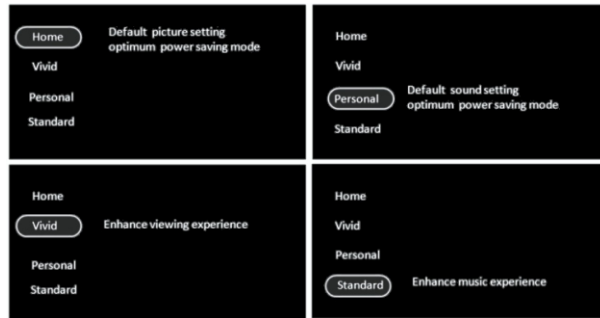 Home
Default picture setting
optimum power saving mode
Vivid
Personal
Standard
Home
Vivid
Personal
Default sound setting
optimum power saving mode
Standard
Home
Vivid
Enhance viewing experience
Personal
Standard
Home
Vivid
Personal
Standard
Enhance music experience